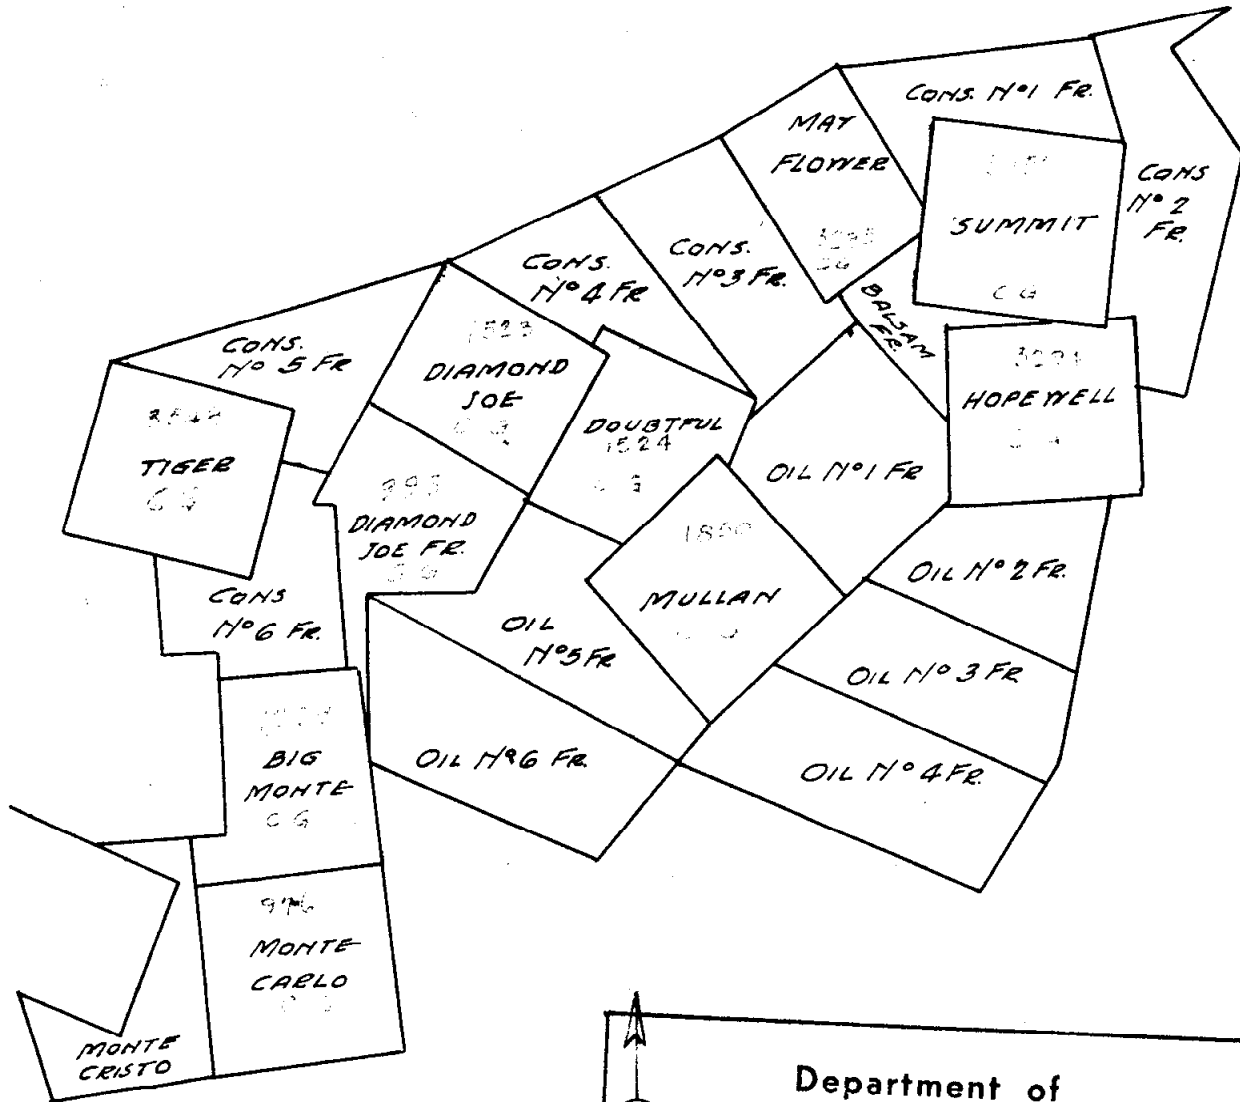 CONS. Nº1 FR.
MAY
FLOWER
CONS
Nº 2
FR.
SUMMIT
C G
CONS.
Nº3 FR.
CONS.
Nº4 FR
BALSAM
FR.
CONS.
Nº 5 FR
DIAMOND
JOE
HOPEWELL
DOUBTFUL
1524
C G
TIGER
C G
OIL Nº1 FR
DIAMOND
JOE FR.
1800
MULLAN
OIL Nº2 FR.
CONS
Nº6 FR.
OIL
Nº5 FR
OIL Nº3 FR
BIG
MONTE
C G
OIL Nº6 FR.
OIL Nº4 FR.
976
MONTE
CARLO
MONTE
CRISTO
Department of